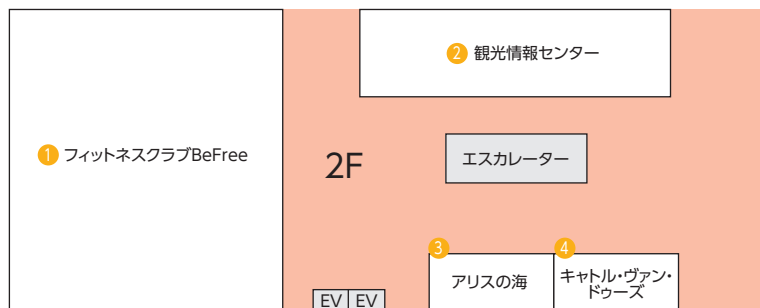 2 観光情報センター
1 フィットネスクラブBeFree
2F
エスカレーター
3
アリスの海
4
キャトル・ヴァン・
ドゥーズ
EV EV